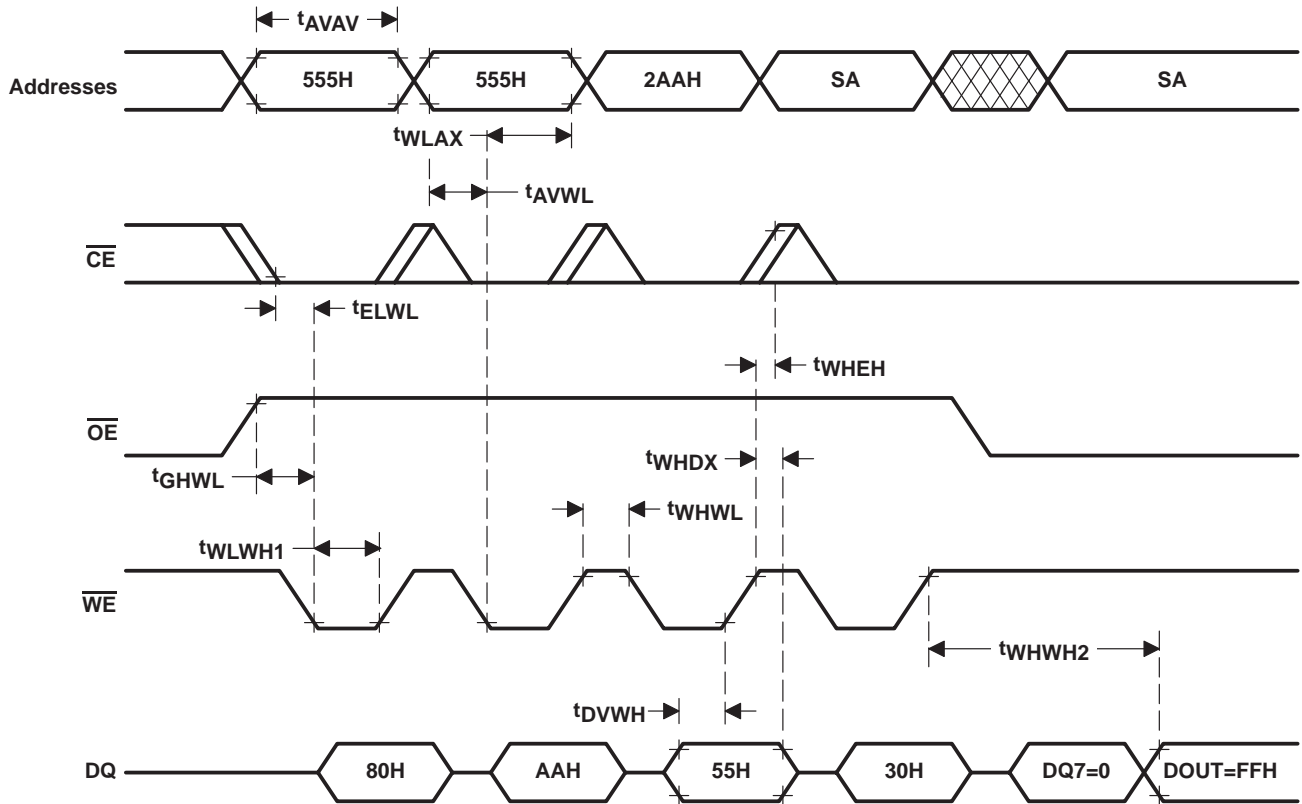 tAVAV
Addresses 555H 555H 2AAH SA SA
tWLAX
tAVWL
CE
tELWL
tWHEH
OE
tWHDX
tGHWL
tWHWL
tWLWH1
WE
tWHWH2
tDVWH
DQ 80H AAH 55H 30H DQ7=0 DOUT=FFH